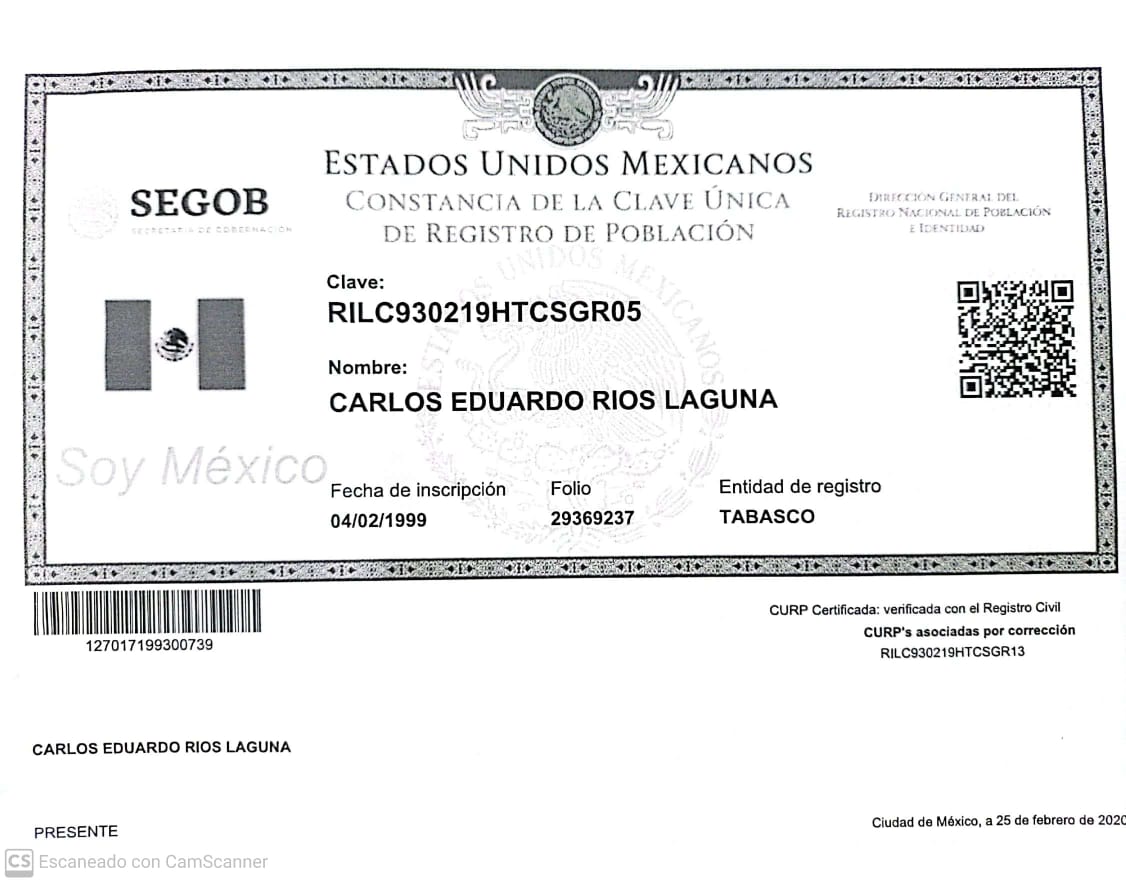 ESTADOS UNIDOS MEXICANOS
CONSTANCIA DE LA CLAVE ÚNICA
DE REGISTRO DE POBLACIÓN
SEGOB
SECRETARÍA DE GOBERNACIÓN
DIRECCIÓN GENERAL DEL
REGISTRO NACIONAL DE POBLACIÓN
E IDENTIDAD
ESTADOS UNIDOS MEXICANOS
Clave:
RILC930219HTCSGR05
Nombre:
CARLOS EDUARDO RIOS LAGUNA
Soy México
Fecha de inscripción
04/02/1999
Folio
29369237
Entidad de registro
TABASCO
127017199300739
CURP Certificada: verificada con el Registro Civil
CURP's asociadas por corrección
RILC930219HTCSGR13
CARLOS EDUARDO RIOS LAGUNA
PRESENTE
Ciudad de México, a 25 de febrero de 2020
CS Escaneado con CamScanner